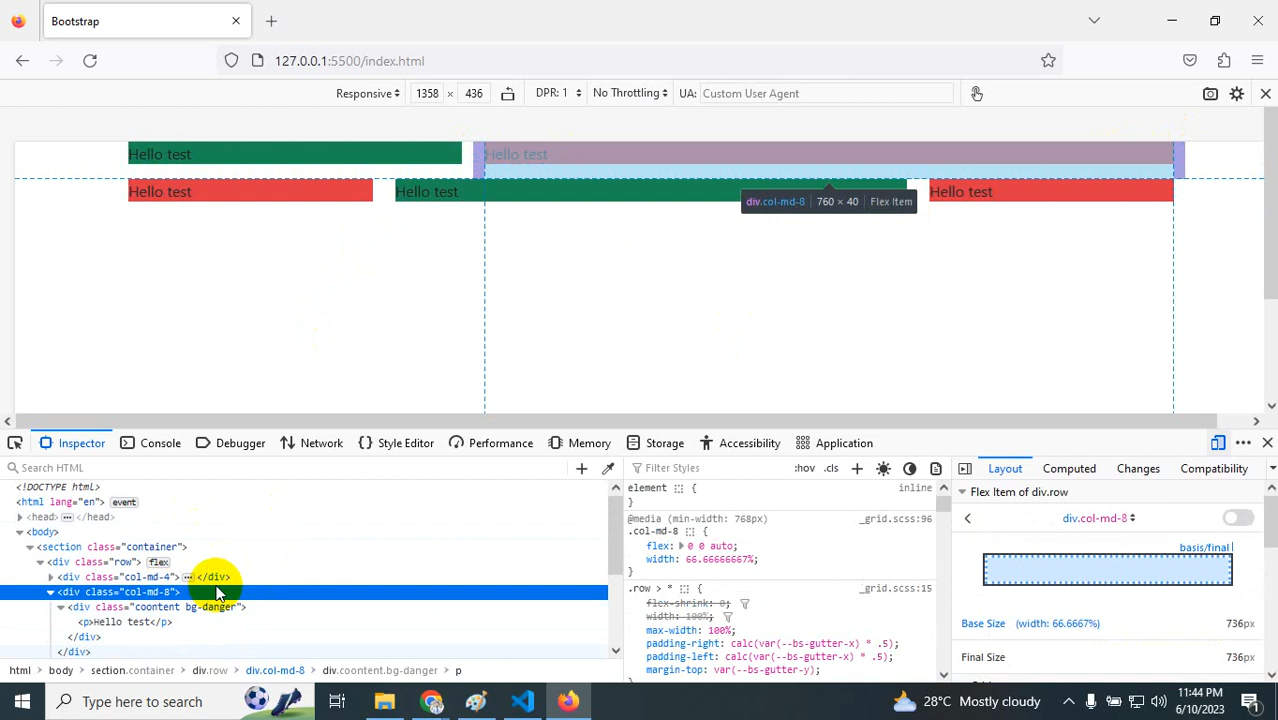 Bootstrap
127.0.0.1:5500/index.html
Responsive 1358 × 436 DPR: 1 No Throttling UA: Custom User Agent
Hello test Hello test
Hello test Hello test Hello test
div.col-md-8 760 × 40 Flex Item
Inspector Console Debugger Network Style Editor Performance Memory Storage Accessibility Application
Search HTML
<!DOCTYPE html>
<html lang="en"> event
<head> ••• </head>
<body>
<section class="container">
<div class="row"> flex
<div class="col-md-4"> ••• </div>
<div class="col-md-8">
<div class="coontent bg-danger">
<p>Hello test</p>
</div>
</div>
html body section.container div.row div.col-md-8 div.coontent.bg-danger p
Filter Styles :hov .cls
element { inline
}
@media (min-width: 768px) _grid.scss:96
.col-md-8 {
flex: 0 0 auto;
width: 66.66666667%;
}
.row > * { _grid.scss:15
flex-shrink: 0;
width: 100%;
max-width: 100%;
padding-right: calc(var(--bs-gutter-x) * .5);
padding-left: calc(var(--bs-gutter-x) * .5);
margin-top: var(--bs-gutter-y);
Layout Computed Changes Compatibility
Flex Item of div.row
div.col-md-8
basis/final
Base Size (width: 66.6667%) 736px
Final Size 736px
Type here to search
28°C Mostly cloudy
11:44 PM
6/10/2023
1